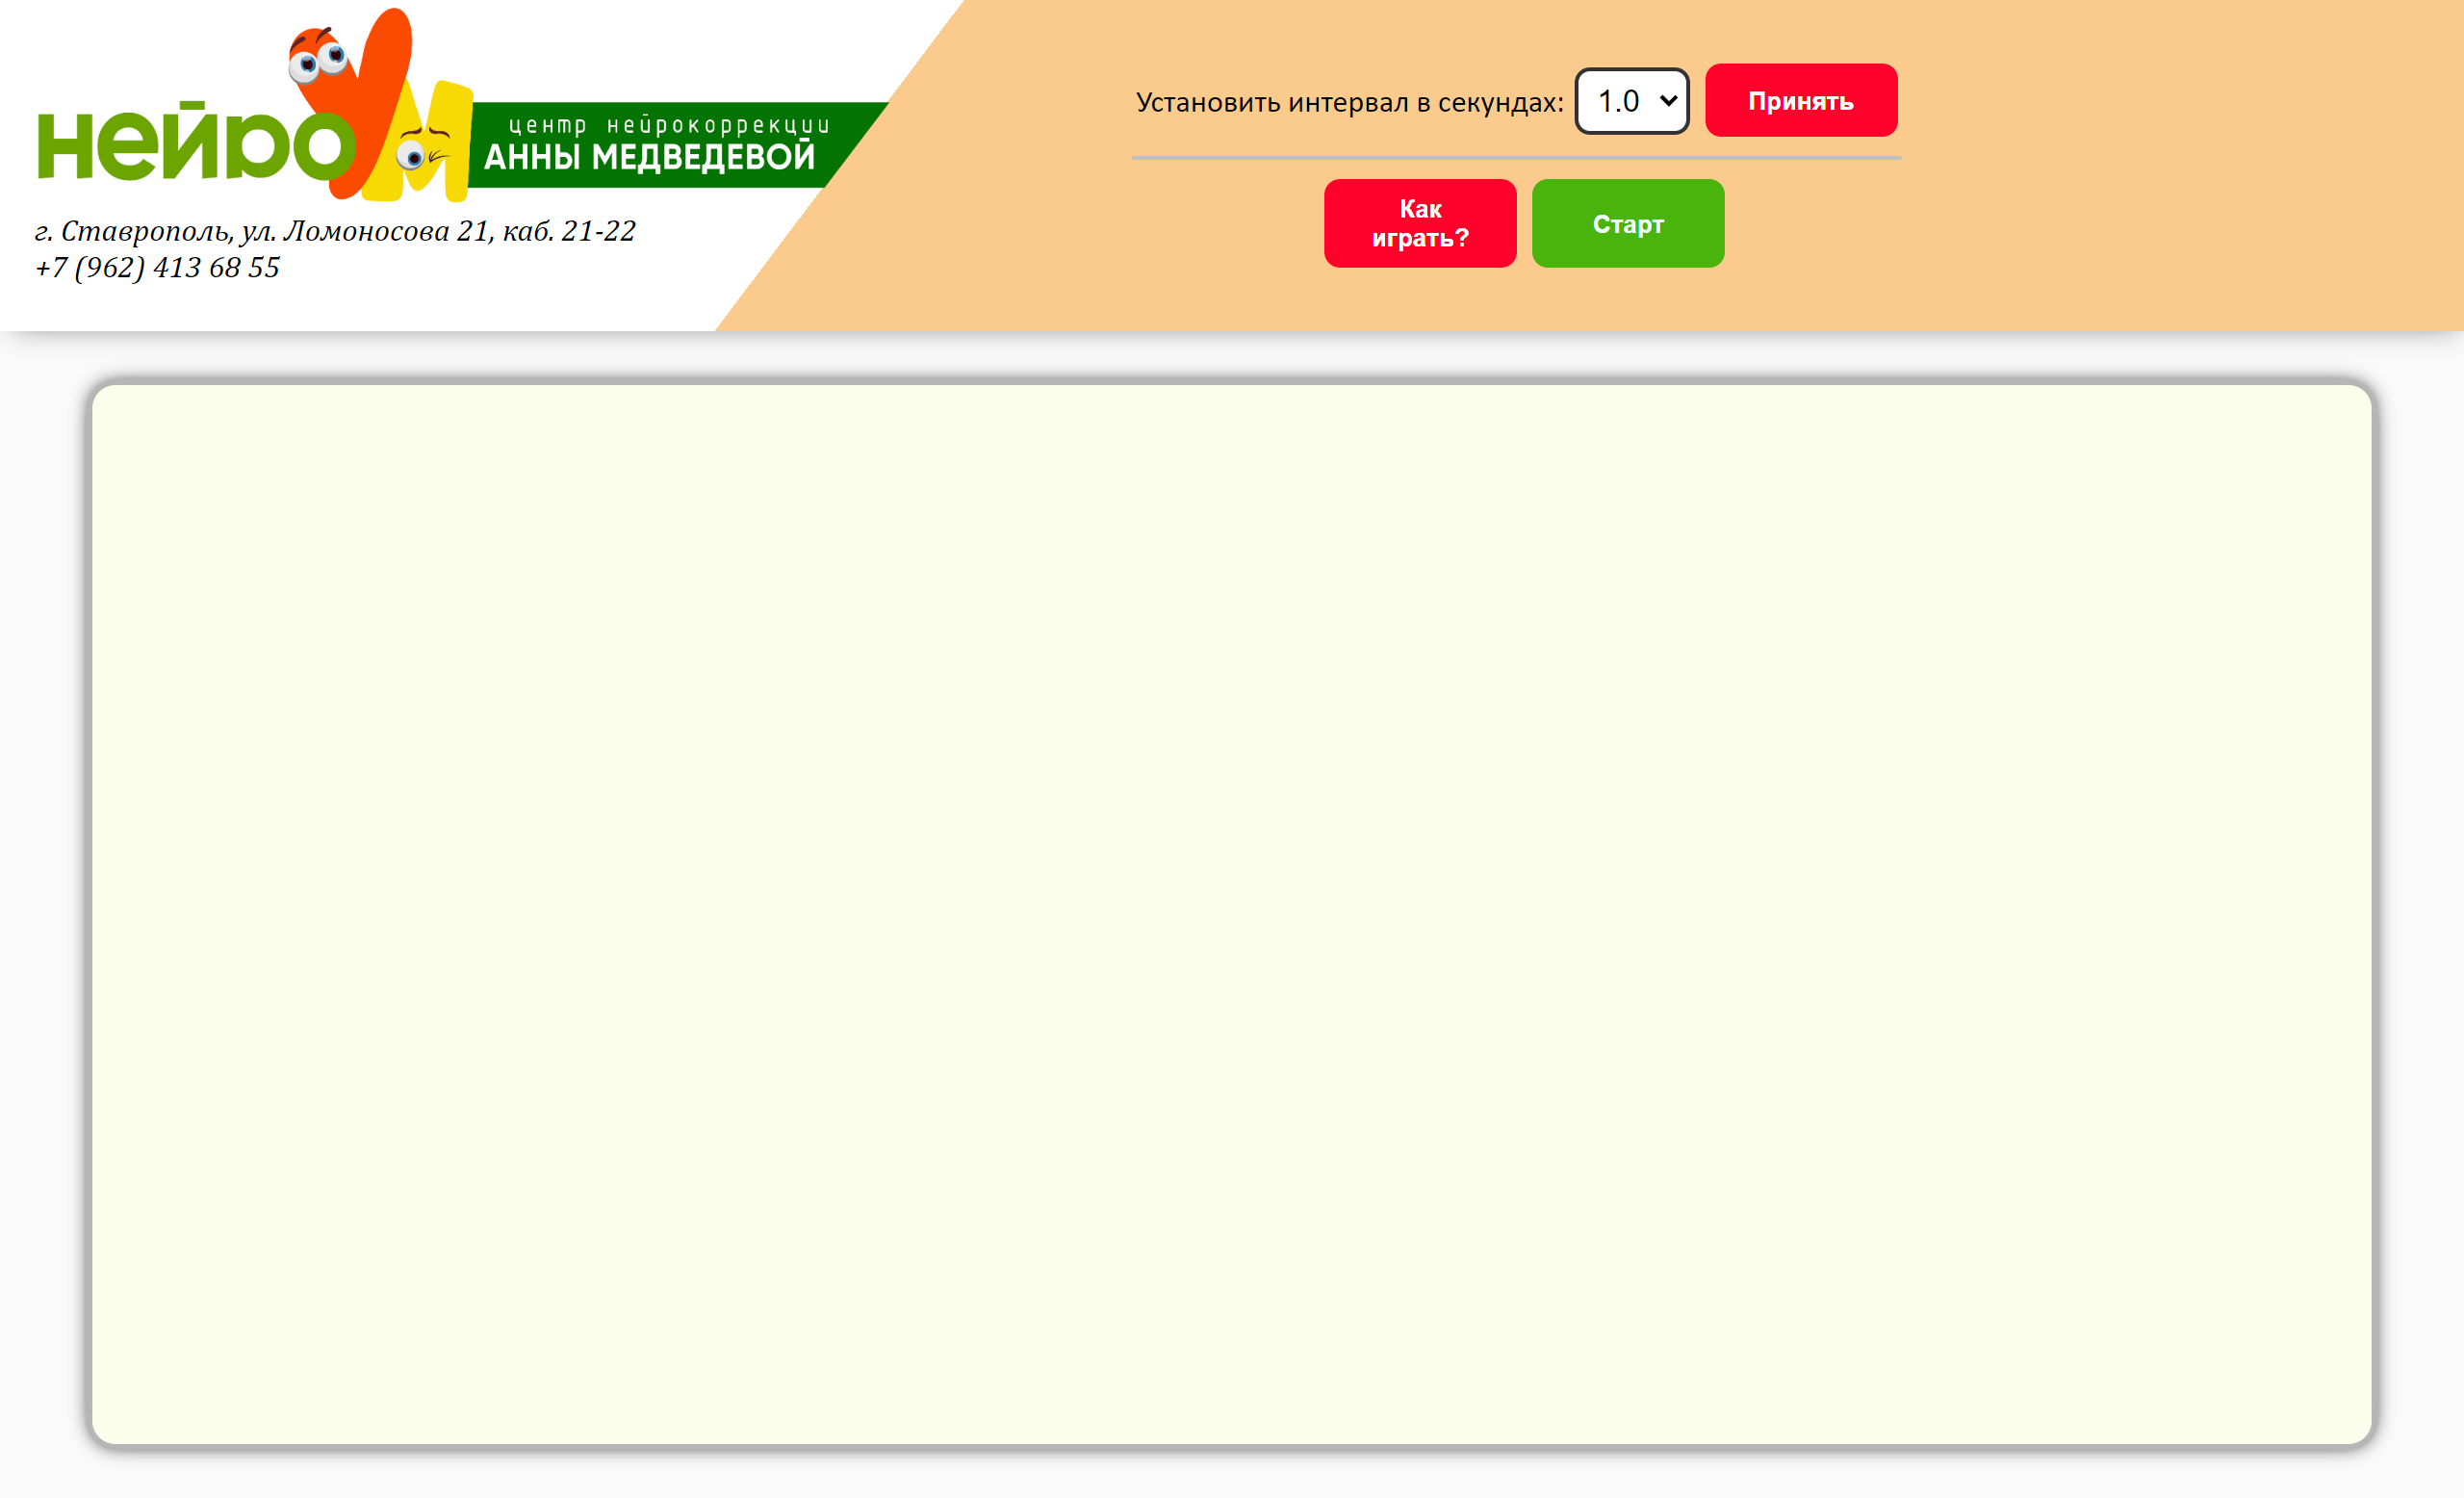 нейроУм
центр нейрокоррекции
АННЫ МЕДВЕДЕВОЙ
г. Ставрополь, ул. Ломоносова 21, каб. 21-22
+7 (962) 413 68 55
Установить интервал в секундах: 1.0 Принять
Как
играть?
Старт